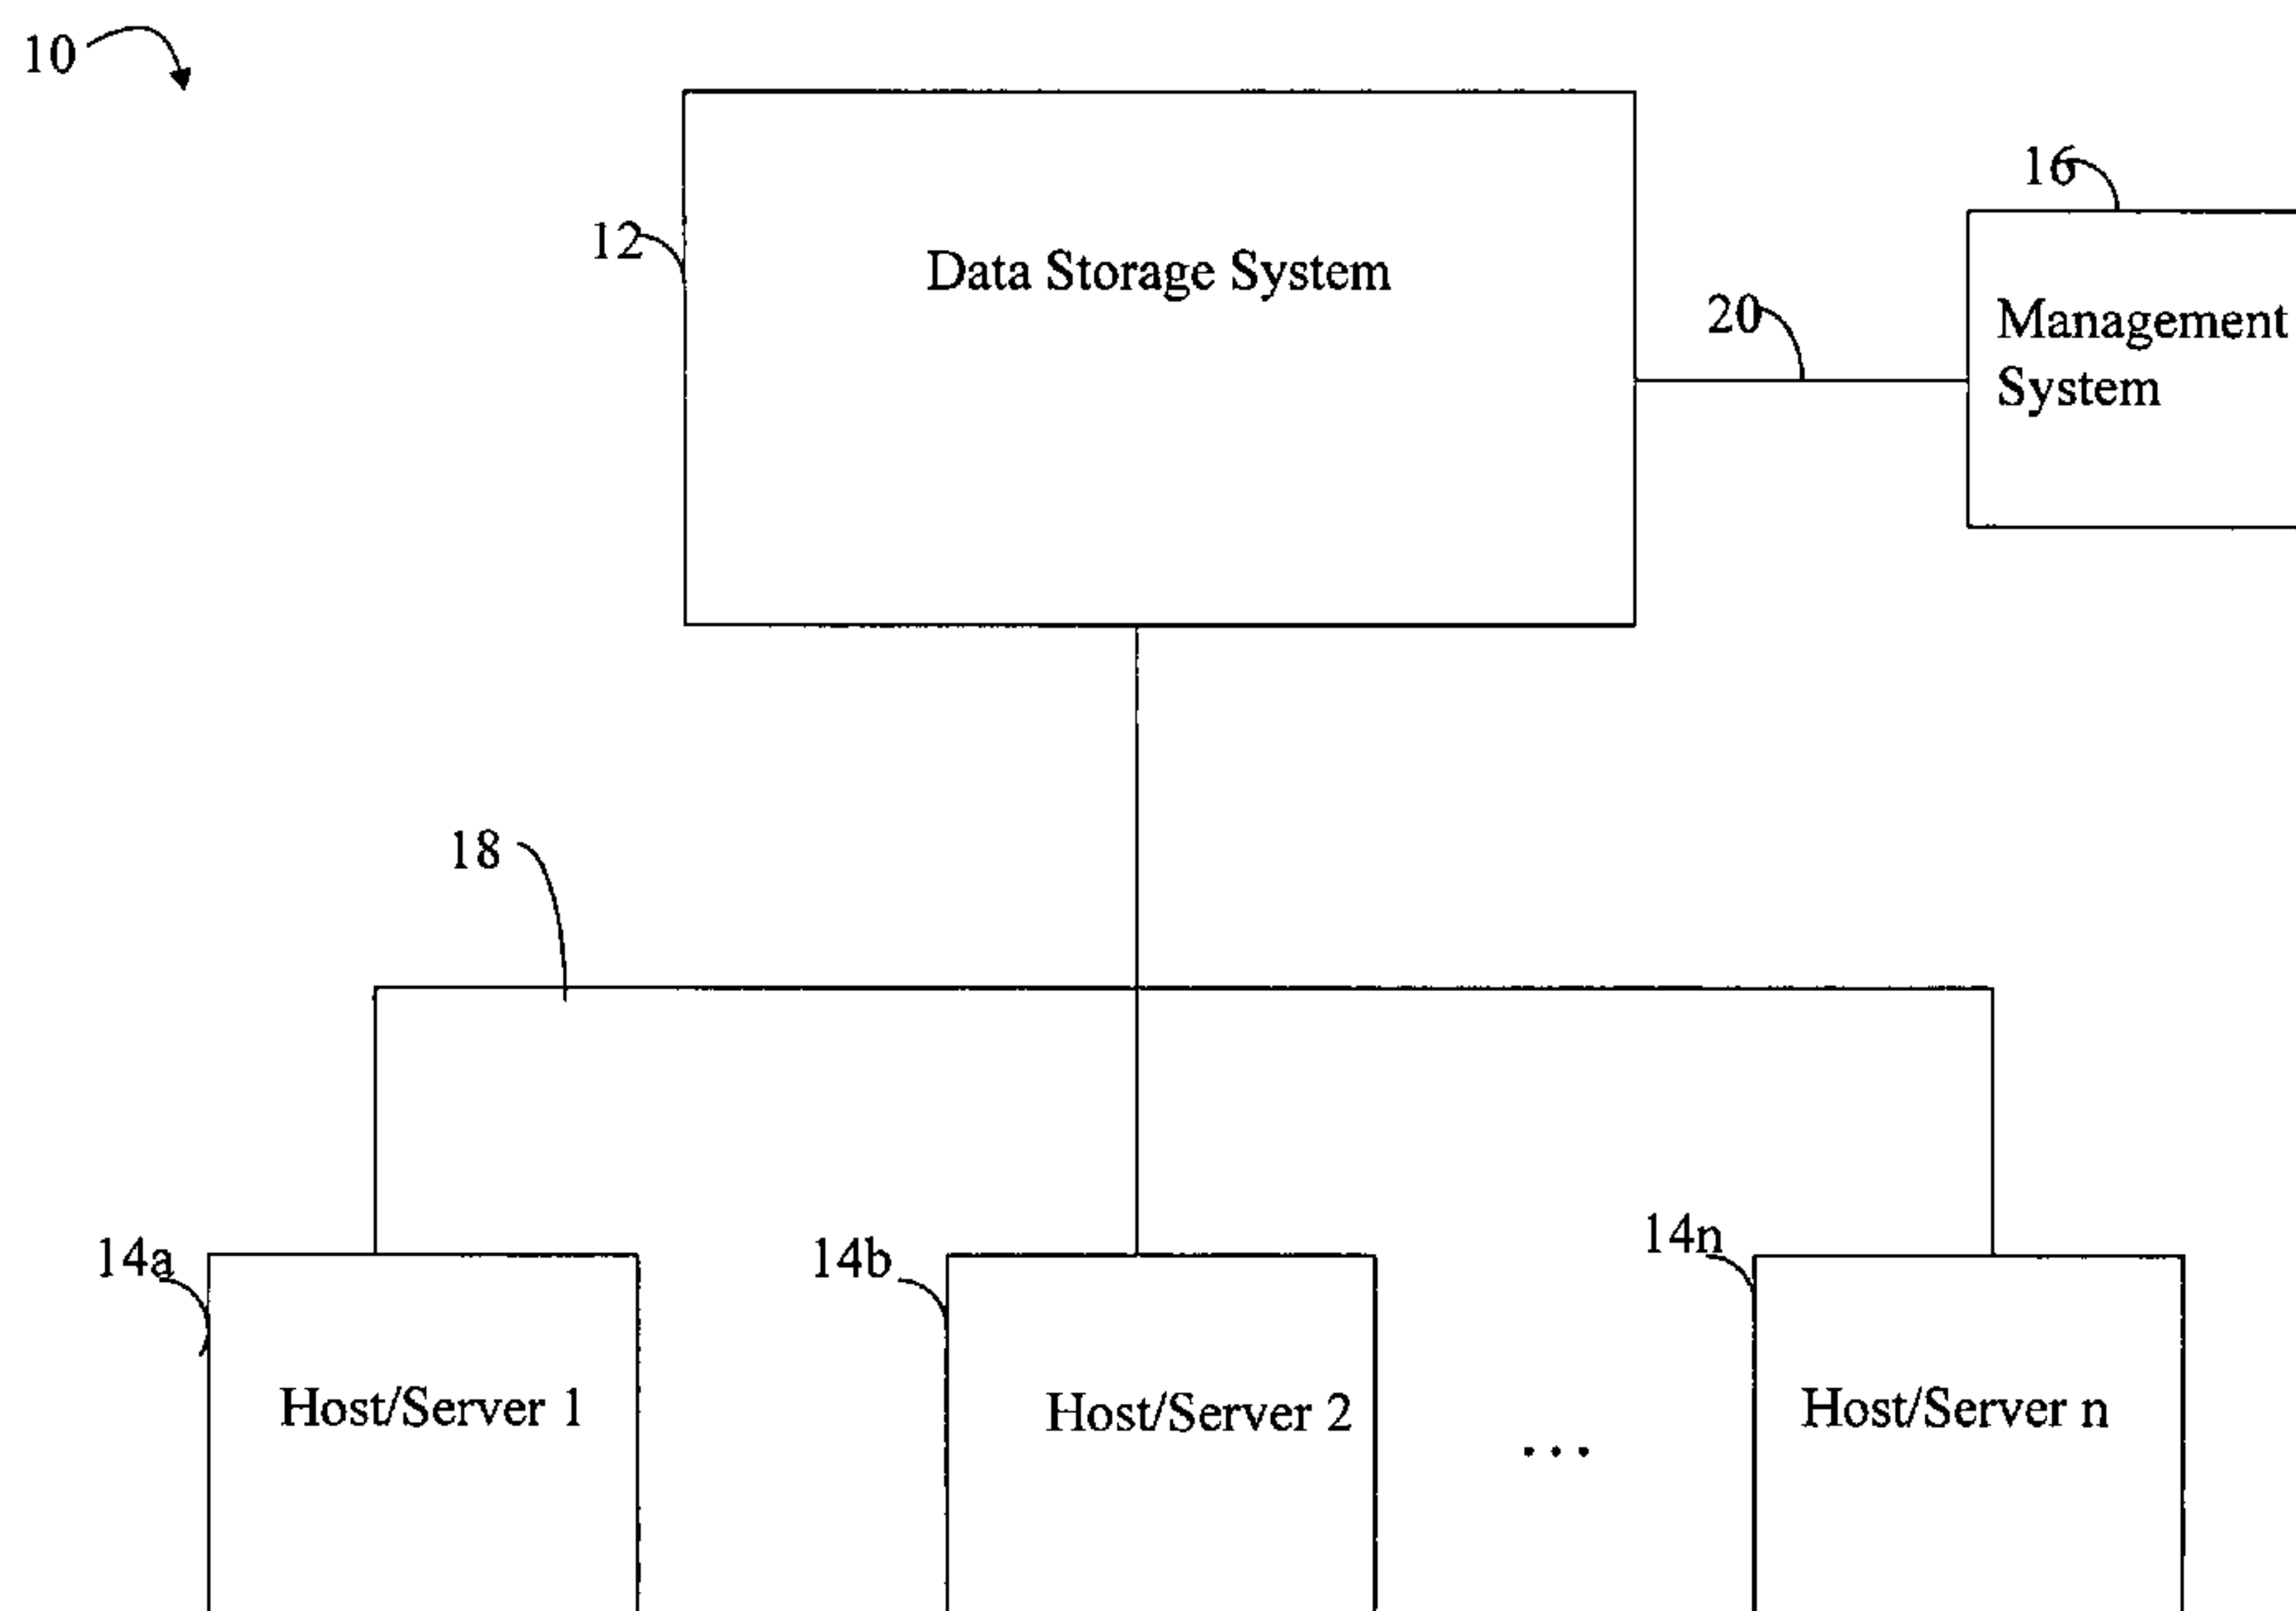 10
16
12
Data Storage System
20
Management
System
18
14a
14b
14n
Host/Server 1
Host/Server 2
...
Host/Server n